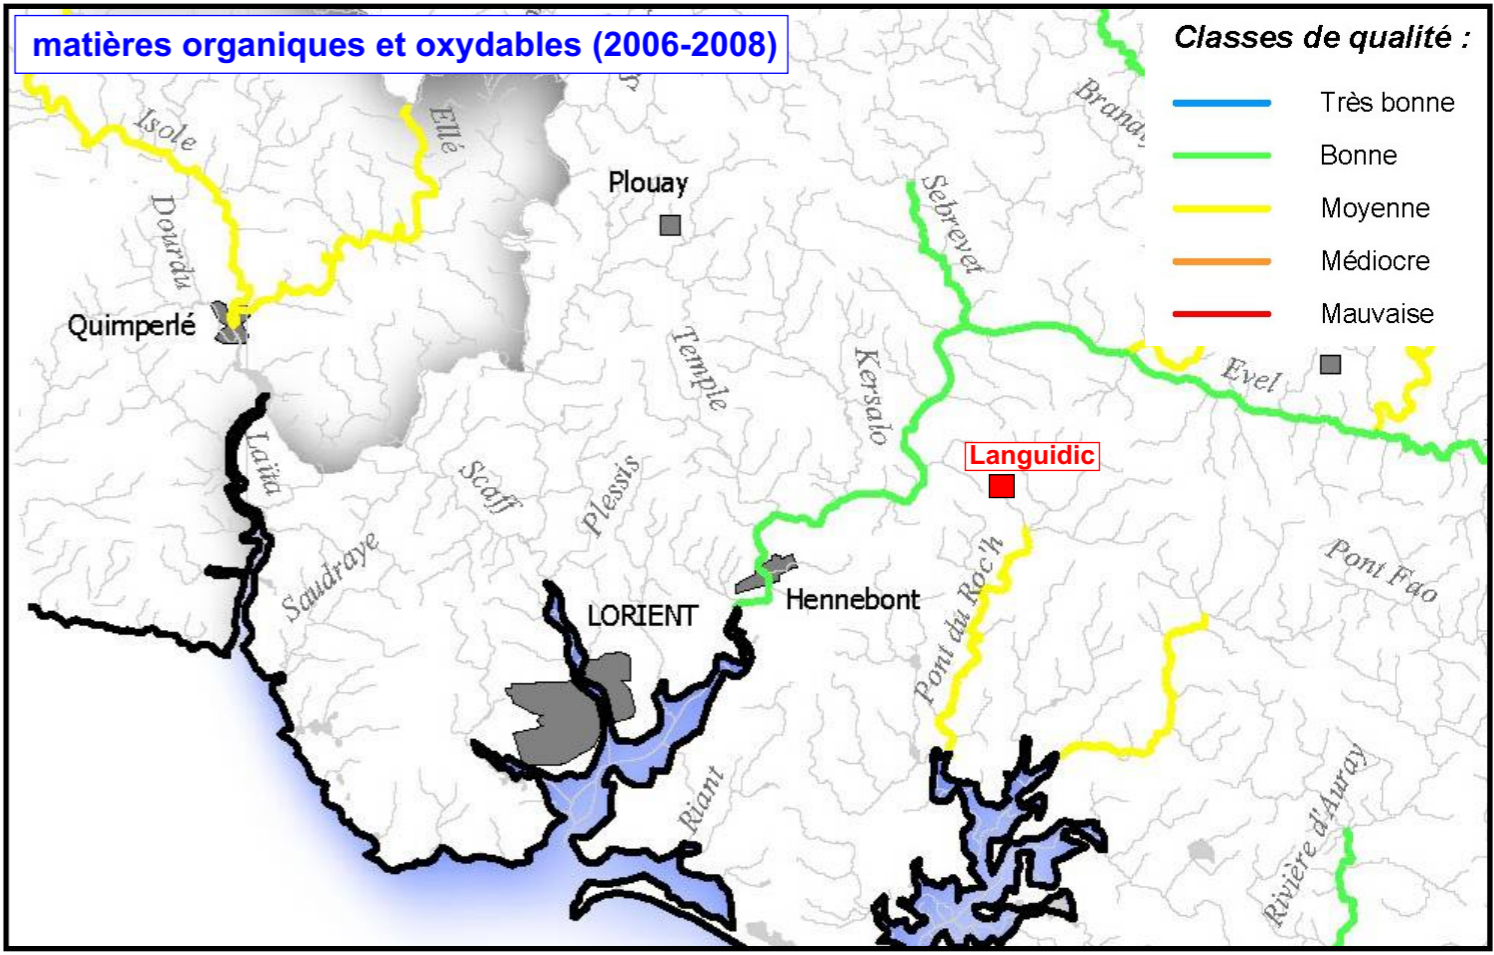 matières organiques et oxydables (2006-2008)
Classes de qualité :
Très bonne
Bonne
Moyenne
Médiocre
Mauvaise
Isole
Ellé
Dourdu
Plouay
Sebrevet
Quimperlé
Temple
Kersalo
Evel
Languidic
Laïta
Scaff
Plessis
Saudraye
Pont du Roc'h
Pont Fao
LORIENT
Hennebont
Riant
Rivière d'Auray